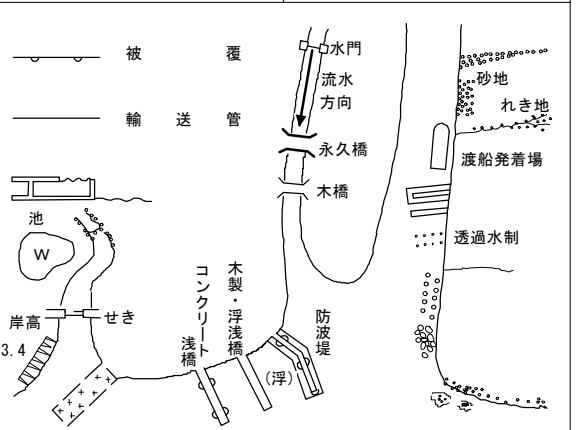 被覆
輸送管
水門
流水
方向
永久橋
木橋
砂地
れき地
渡船発着場
透過水制
池
W
岸高
3.4
せき
コンクリート
浅橋
木製・浮浅橋
防波堤
(浮)